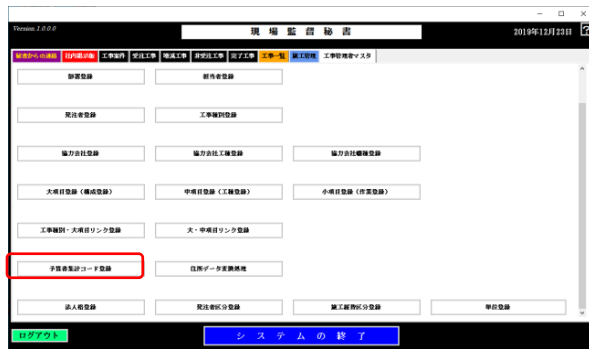 Version 1.0.0.0
現場監督秘書
2019年12月23日
秘書からの連絡 社内掲示板 工事案件 受注工事 増減工事 非受注工事 完了工事 工事一覧 施工管理 工事管理者マスタ
部署登録 担当者登録
発注者登録 工事種別登録
協力会社登録 協力会社工種登録 協力会社職種登録
大項目登録(構成登録) 中項目登録(工種登録) 小項目登録(作業登録)
工事種別・大項目リンク登録 大・中項目リンク登録
予算書集計コード登録 住所データ変換処理
法人格登録 発注者区分登録 施工経費区分登録 単位登録
ログアウト システムの終了